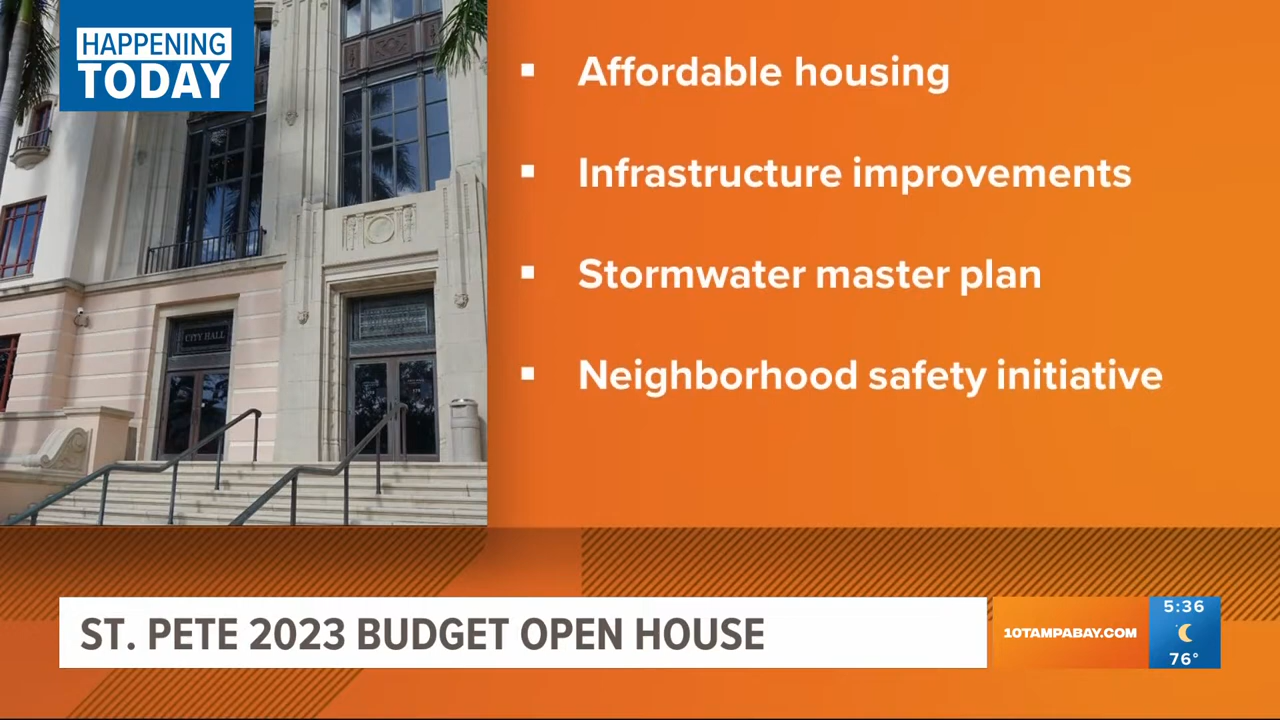 HAPPENING
TODAY
CITY HALL
▪ Affordable housing
▪ Infrastructure improvements
▪ Stormwater master plan
▪ Neighborhood safety initiative
ST. PETE 2023 BUDGET OPEN HOUSE
10TAMPABAY.COM
5:36
76°